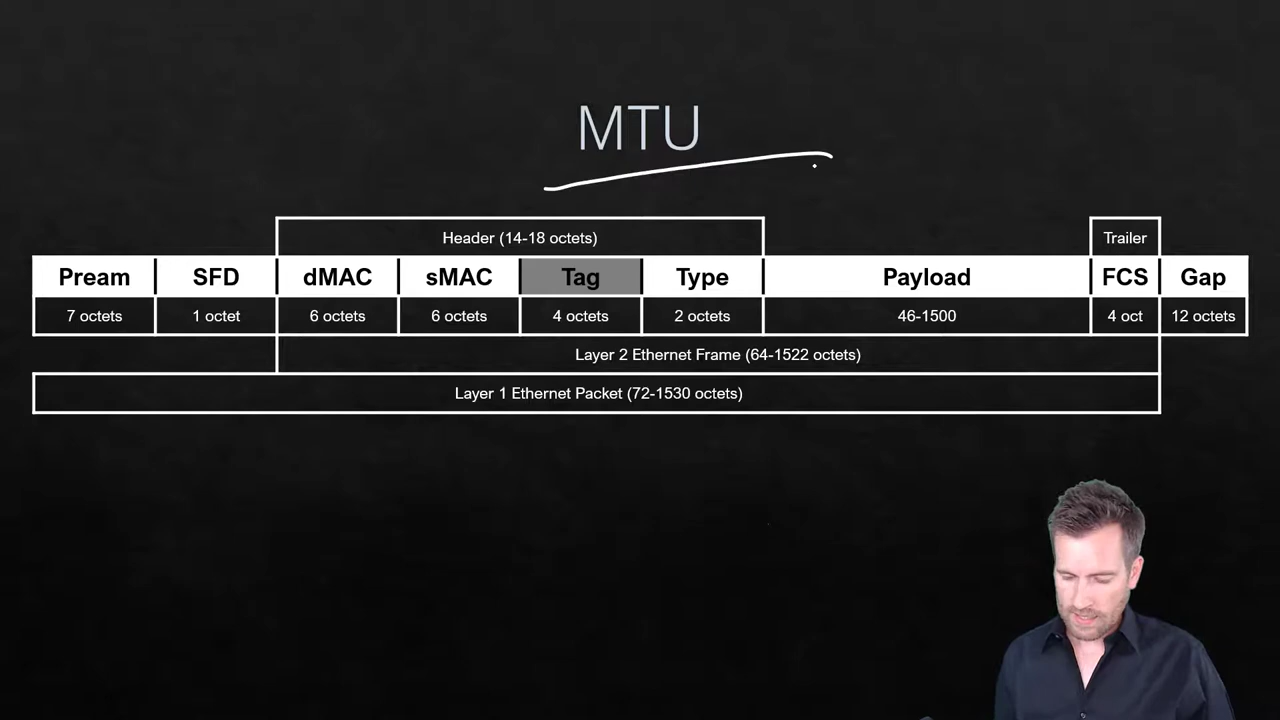 MTU
Header (14-18 octets)
Trailer
Pream SFD dMAC sMAC Tag Type Payload FCS Gap
7 octets 1 octet 6 octets 6 octets 4 octets 2 octets 46-1500 4 oct 12 octets
Layer 2 Ethernet Frame (64-1522 octets)
Layer 1 Ethernet Packet (72-1530 octets)